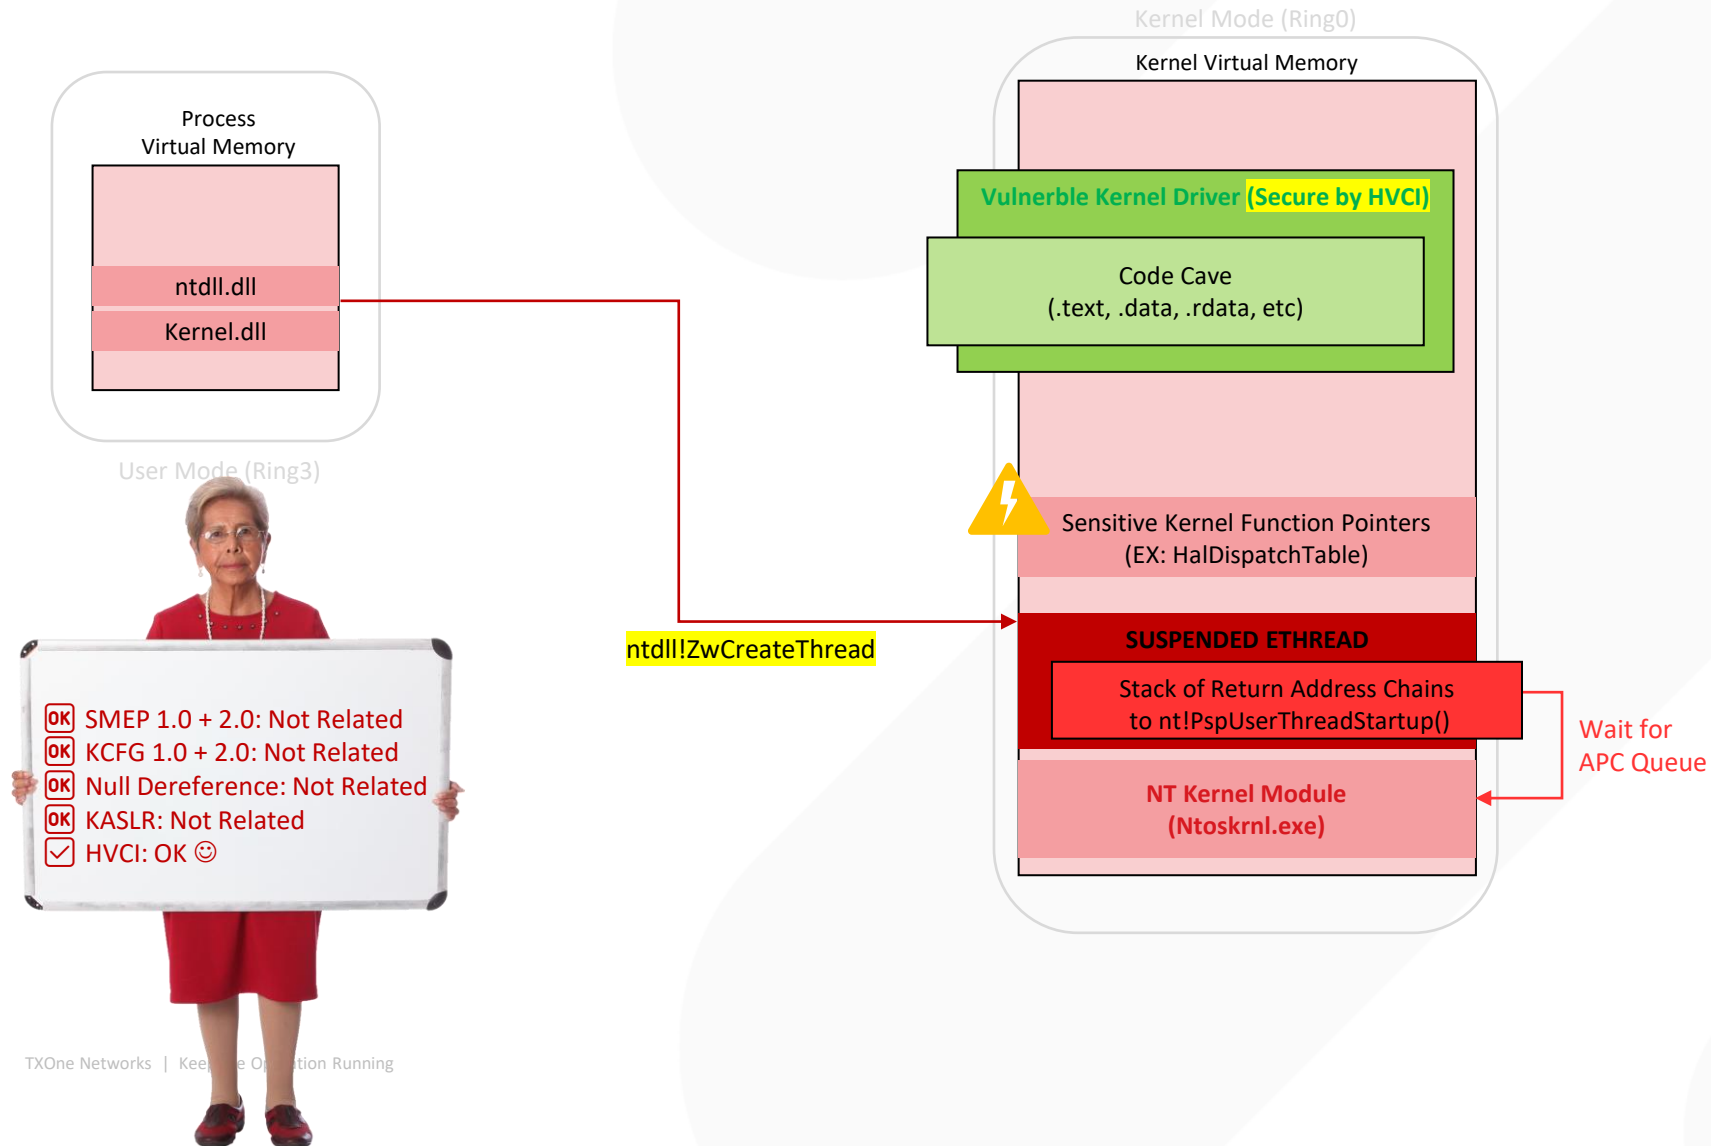 Kernel Mode (Ring0)
Kernel Virtual Memory
Process
Virtual Memory
ntdll.dll
Kernel.dll
User Mode (Ring3)
Vulnerble Kernel Driver (Secure by HVCI)
Code Cave
(.text, .data, .rdata, etc)
Sensitive Kernel Function Pointers
(EX: HalDispatchTable)
ntdll!ZwCreateThread
SUSPENDED ETHREAD
Stack of Return Address Chains
to nt!PspUserThreadStartup()
Wait for
APC Queue
NT Kernel Module
(Ntoskrnl.exe)
OK SMEP 1.0 + 2.0: Not Related
OK KCFG 1.0 + 2.0: Not Related
OK Null Dereference: Not Related
OK KASLR: Not Related
HVCI: OK ☺
TXOne Networks | Running